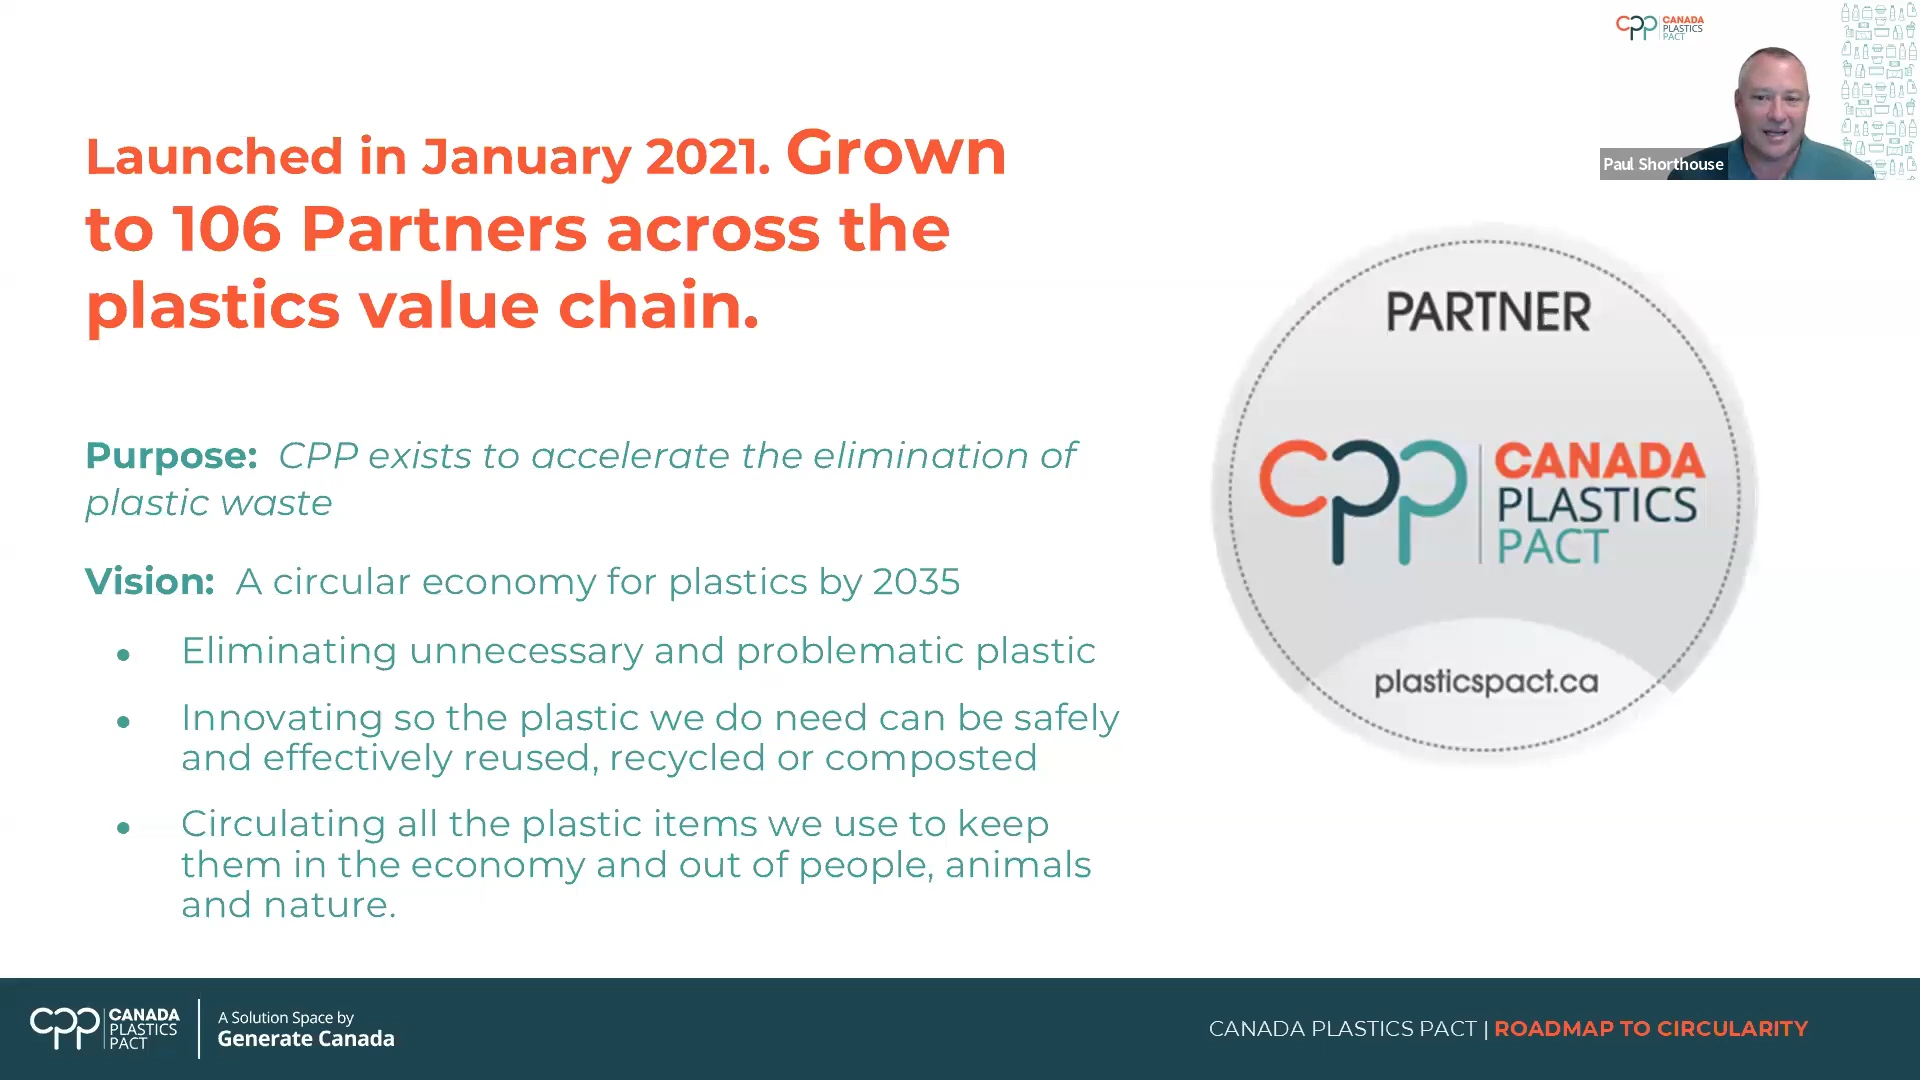 CPP CANADA
PLASTICS
PACT
Paul Shorthouse
Launched in January 2021. Grown
to 106 Partners across the
plastics value chain.
Purpose: CPP exists to accelerate the elimination of
plastic waste
Vision: A circular economy for plastics by 2035
• Eliminating unnecessary and problematic plastic
• Innovating so the plastic we do need can be safely
and effectively reused, recycled or composted
• Circulating all the plastic items we use to keep
them in the economy and out of people, animals
and nature.
PARTNER
cpp CANADA
PLASTICS
PACT
plasticspact.ca
cpp CANADA
PLASTICS
PACT
A Solution Space by
Generate Canada
CANADA PLASTICS PACT | ROADMAP TO CIRCULARITY